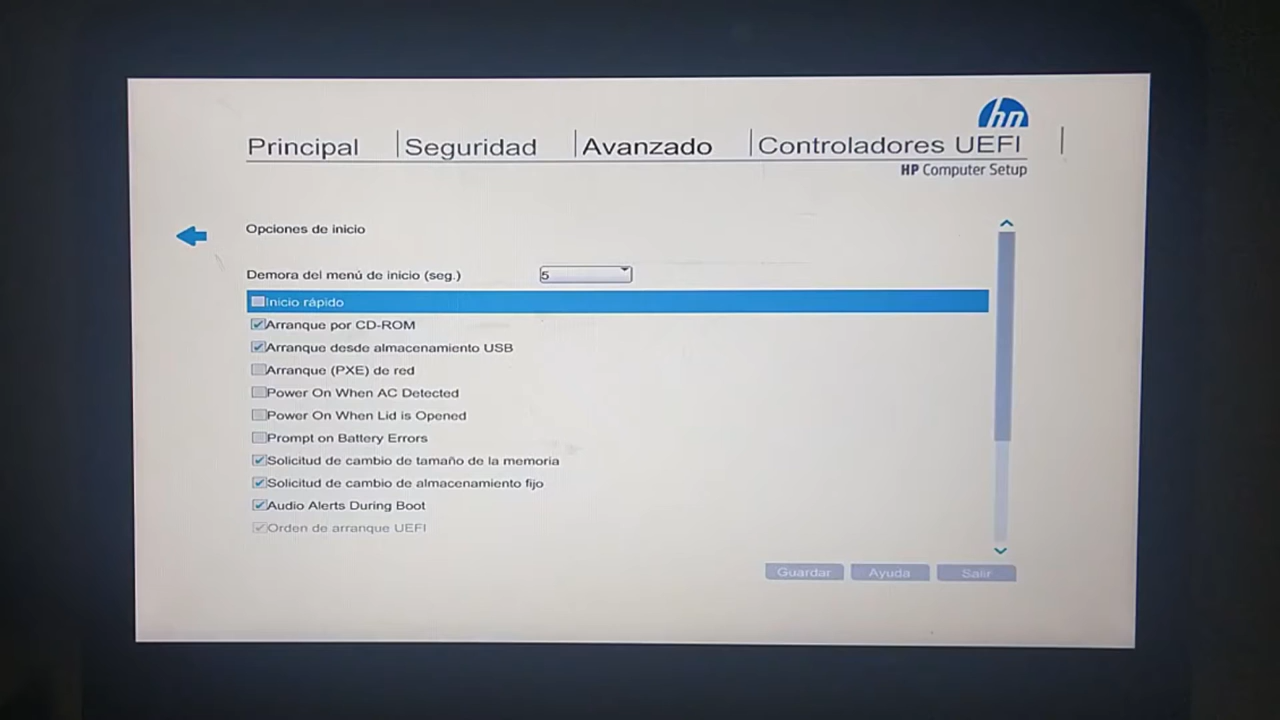 hp
Principal
Seguridad
Avanzado
Controladores UEFI
HP Computer Setup
Opciones de inicio
Demora del menú de inicio (seg.)
5
Inicio rápido
Arranque por CD-ROM
Arranque desde almacenamiento USB
Arranque (PXE) de red
Power On When AC Detected
Power On When Lid is Opened
Prompt on Battery Errors
Solicitud de cambio de tamaño de la memoria
Solicitud de cambio de almacenamiento fijo
Audio Alerts During Boot
Orden de arranque UEFI
Guardar
Ayuda
Salir